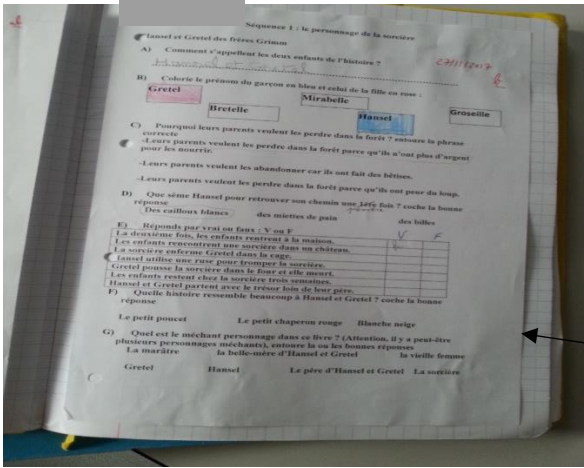 Séquence 1 : le personnage de la sorcière
Hansel et Gretel des frères Grimm
A) Comment s'appellent les deux enfants de l'histoire ?
Hansel et Gretel
B) Colorie le prénom du garçon en bleu et celui de la fille en rose :
Gretel
Mirabelle
Bretelle
Hansel
Groseille
C) Pourquoi leurs parents veulent les perdre dans la forêt ? entoure la phrase
correcte
-Leurs parents veulent les perdre dans la forêt parce qu'ils n'ont plus d'argent
pour les nourrir.
-Leurs parents veulent les abandonner car ils ont fait des bêtises.
-Leurs parents veulent les perdre dans la forêt parce qu'ils ont peur du loup.
D) Que sème Hansel pour retrouver son chemin une 1ère fois ? coche la bonne
réponse
Des cailloux blancs des miettes de pain des billes
E) Réponds par vrai ou faux : V ou F
V F
La deuxième fois, les enfants rentrent à la maison.
Les enfants rencontrent une sorcière dans un château.
La sorcière enferme Gretel dans la cage.
Hansel utilise une ruse pour tromper la sorcière.
Gretel pousse la sorcière dans le four et elle meurt.
Les enfants restent chez la sorcière trois semaines.
Hansel et Gretel partent avec le trésor loin de leur père.
F) Quelle histoire ressemble beaucoup à Hansel et Gretel ? coche la bonne
réponse
Le petit poucet Le petit chaperon rouge Blanche neige
G) Quel est le méchant personnage dans ce livre ? (Attention, il y a peut-être
plusieurs personnages méchants), entoure la ou les bonnes réponses
La marâtre la belle-mère d'Hansel et Gretel la vieille femme
Gretel Hansel Le père d'Hansel et Gretel La sorcière